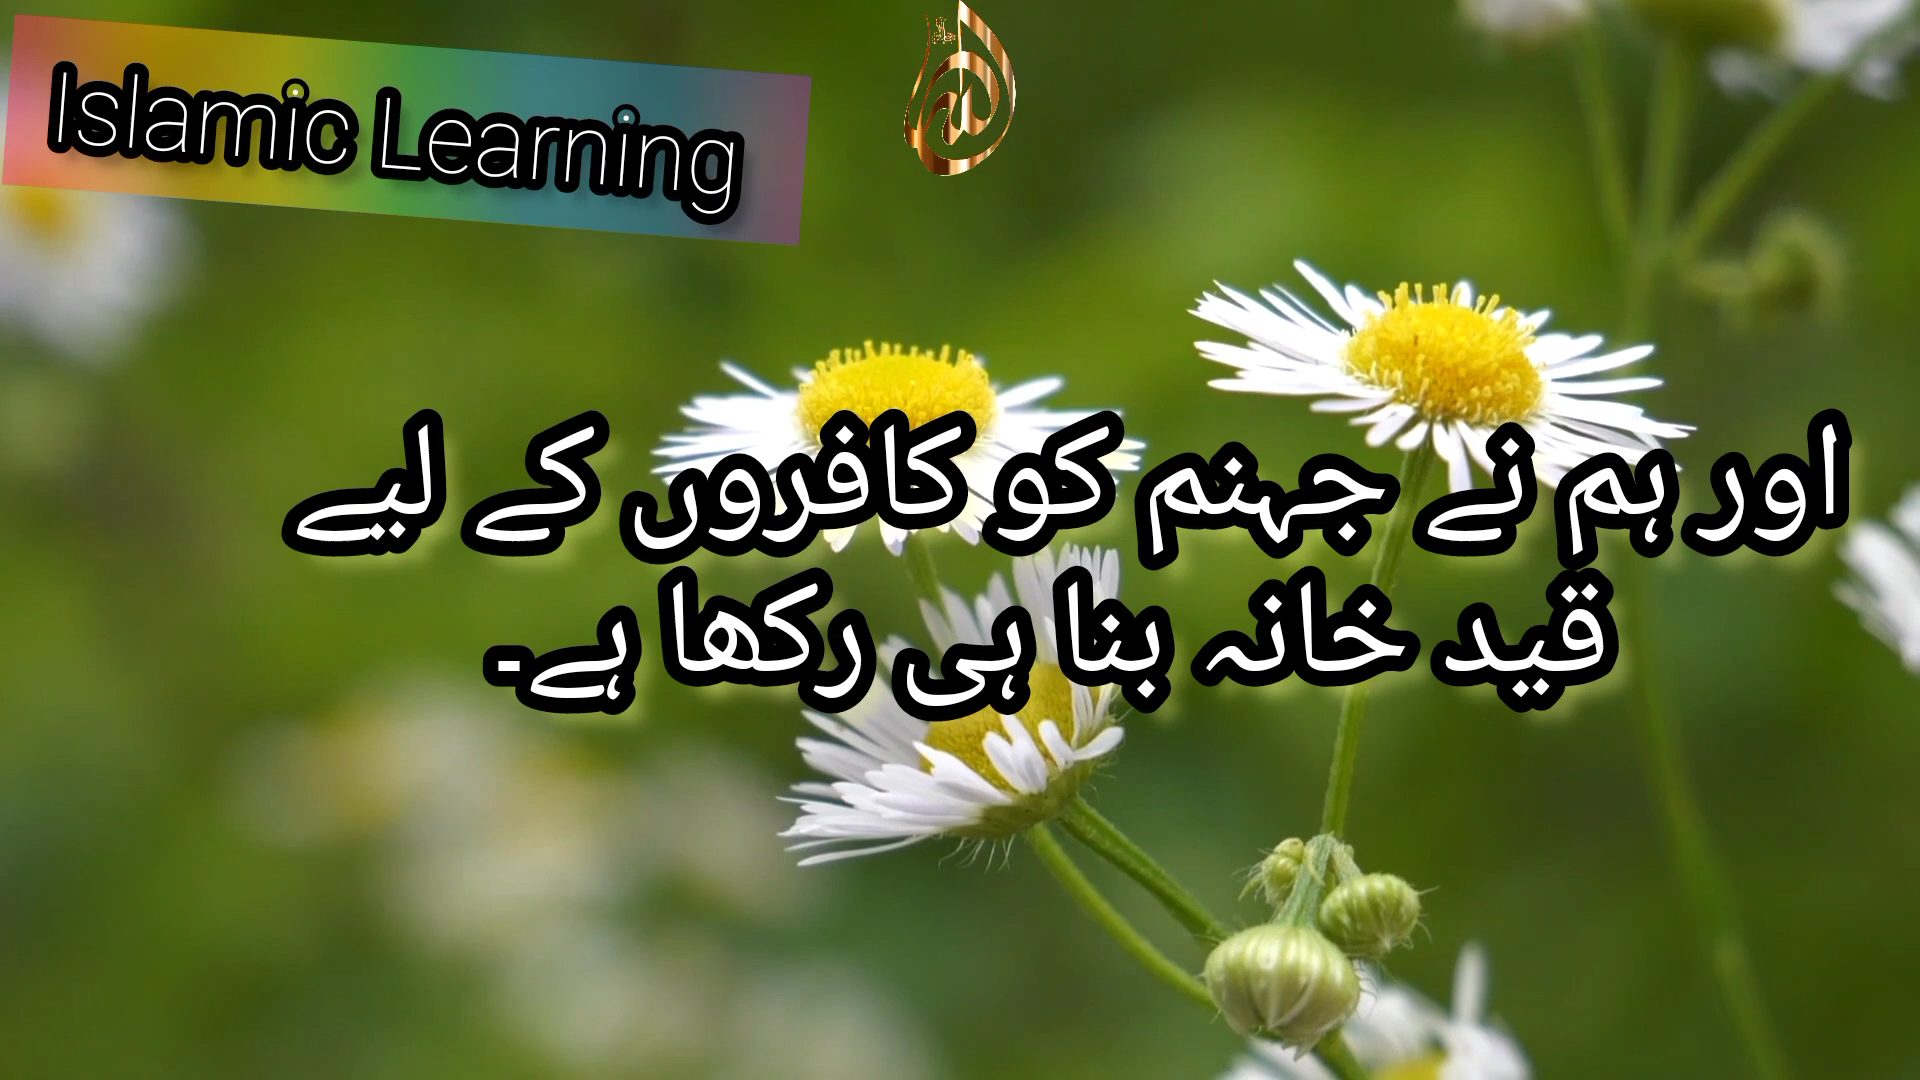 Islamic Learning
اور ہم نے جہنم کو کافروں کے لیے
قید خانہ بنا ہی رکھا ہے۔